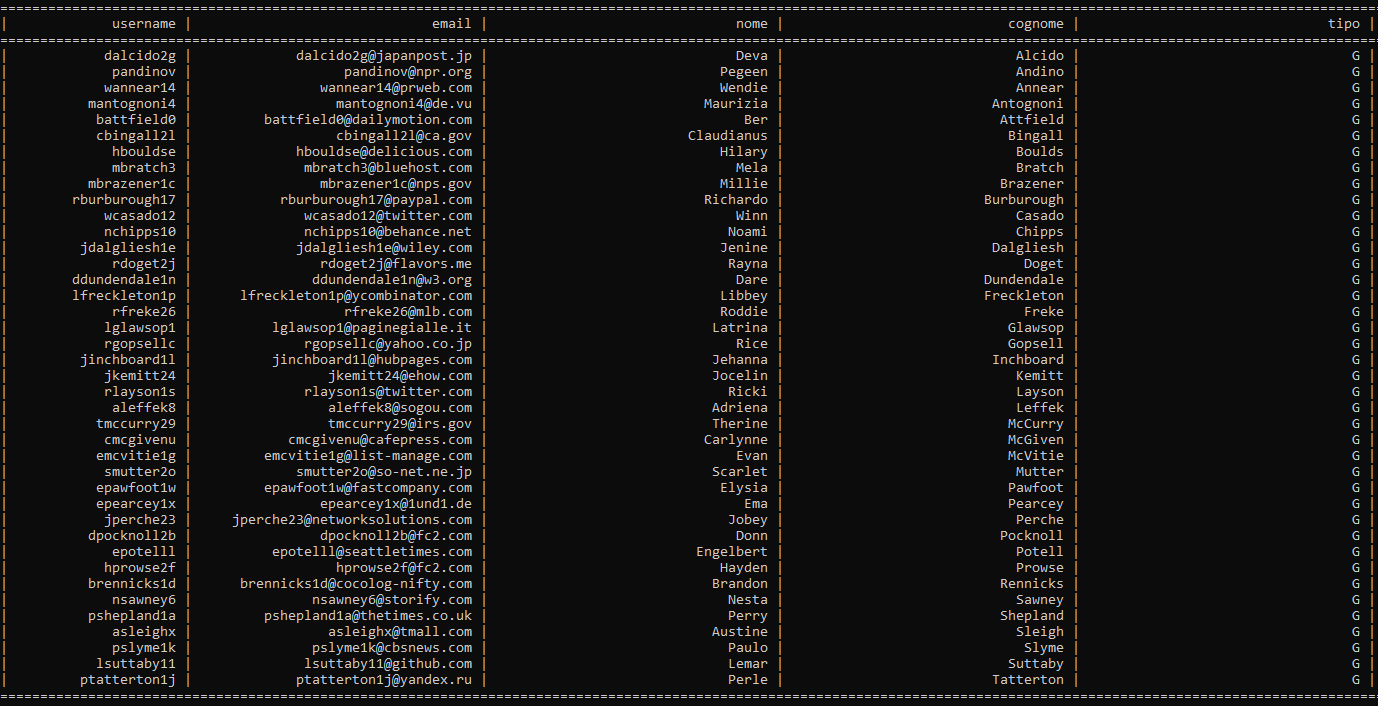 | username | email | nome | cognome | tipo |
| dalcido2g | dalcido2g@japanpost.jp | Deva | Alcido | G |
| pandinov | pandinov@npr.org | Pegeen | Andino | G |
| wannear14 | wannear14@prweb.com | Wendie | Annear | G |
| mantognoni4 | mantognoni4@de.vu | Maurizia | Antognoni | G |
| battfield0 | battfield0@dailymotion.com | Ber | Attfield | G |
| cbingall2l | cbingall2l@ca.gov | Claudianus | Bingall | G |
| hbouldse | hbouldse@delicious.com | Hilary | Boulds | G |
| mbratch3 | mbratch3@bluehost.com | Mela | Bratch | G |
| mbrazener1c | mbrazener1c@nps.gov | Millie | Brazener | G |
| rburburough17 | rburburough17@paypal.com | Richardo | Burburough | G |
| wcasado12 | wcasado12@twitter.com | Winn | Casado | G |
| nchipps10 | nchipps10@behance.net | Noami | Chipps | G |
| jdalgliesh1e | jdalgliesh1e@wiley.com | Jenine | Dalgliesh | G |
| rdoget2j | rdoget2j@flavors.me | Rayna | Doget | G |
| ddundendale1n | ddundendale1n@w3.org | Dare | Dundendale | G |
| lfreckleton1p | lfreckleton1p@ycombinator.com | Libbey | Freckleton | G |
| rfreke26 | rfreke26@mlb.com | Roddie | Freke | G |
| lglawsop1 | lglawsop1@paginegialle.it | Latrina | Glawsop | G |
| rgopsellc | rgopsellc@yahoo.co.jp | Rice | Gopsell | G |
| jinchboard1l | jinchboard1l@hubpages.com | Jehanna | Inchboard | G |
| jkemitt24 | jkemitt24@ehow.com | Jocelin | Kemitt | G |
| rlayson1s | rlayson1s@twitter.com | Ricki | Layson | G |
| aleffek8 | aleffek8@sogou.com | Adriena | Leffek | G |
| tmccurry29 | tmccurry29@irs.gov | Therine | McCurry | G |
| cmcgivenu | cmcgivenu@cafepress.com | Carlynne | McGiven | G |
| emcvitie1g | emcvitie1g@list-manage.com | Evan | McVitie | G |
| smutter2o | smutter2o@so-net.ne.jp | Scarlet | Mutter | G |
| epawfoot1w | epawfoot1w@fastcompany.com | Elysia | Pawfoot | G |
| epearcey1x | epearcey1x@1und1.de | Ema | Pearcey | G |
| jperche23 | jperche23@networksolutions.com | Jobey | Perche | G |
| dpocknoll2b | dpocknoll2b@fc2.com | Donn | Pocknoll | G |
| epotelll | epotelll@seattletimes.com | Engelbert | Potell | G |
| hprowse2f | hprowse2f@fc2.com | Hayden | Prowse | G |
| brennicks1d | brennicks1d@cocolog-nifty.com | Brandon | Rennicks | G |
| nsawney6 | nsawney6@storify.com | Nesta | Sawney | G |
| pshepland1a | pshepland1a@thetimes.co.uk | Perry | Shepland | G |
| asleighx | asleighx@tmall.com | Austine | Sleigh | G |
| pslyme1k | pslyme1k@cbsnews.com | Paulo | Slyme | G |
| lsuttaby11 | lsuttaby11@github.com | Lemar | Suttaby | G |
| ptatterton1j | ptatterton1j@yandex.ru | Perle | Tatterton | G |